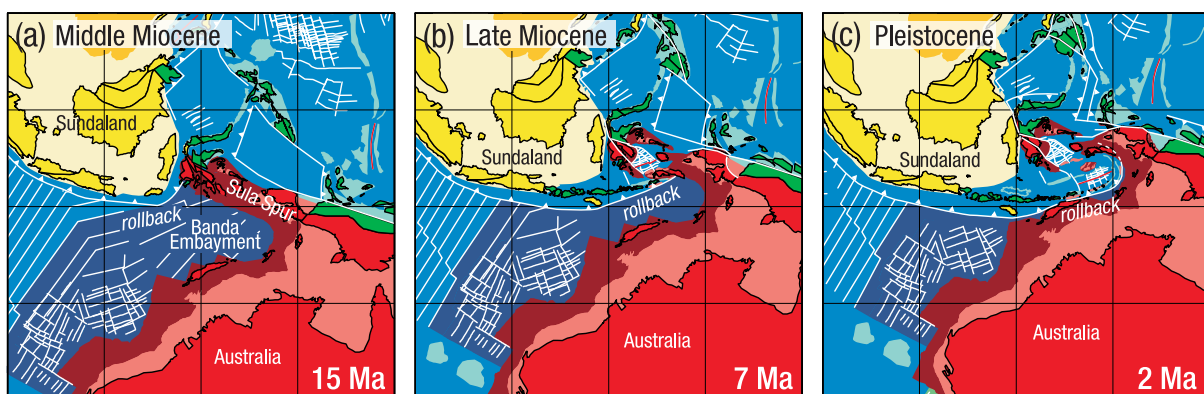 (a) Middle Miocene
Sundaland
Sula Spur
rollback
Banda
Embayment
Australia
15 Ma
(b) Late Miocene
Sundaland
rollback
Australia
7 Ma
(c) Pleistocene
Sundaland
rollback
Australia
2 Ma